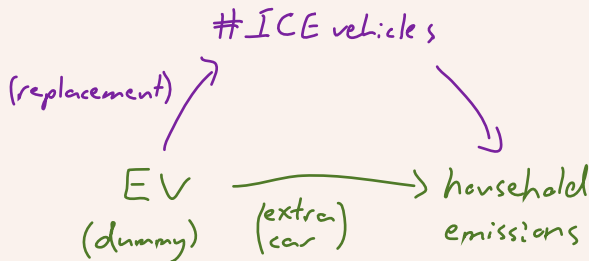 #ICE vehicles
(replacement)
EV
(dummy)
(extra
car)
household
emissions